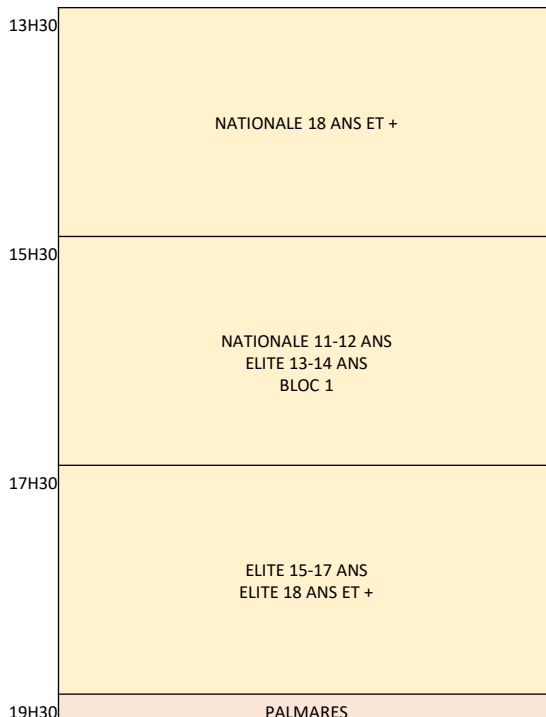 13H30
NATIONALE 18 ANS ET +
15H30
NATIONALE 11-12 ANS
ELITE 13-14 ANS
BLOC 1
17H30
ELITE 15-17 ANS
ELITE 18 ANS ET +
19H30
PALMARES